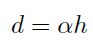 d = αh